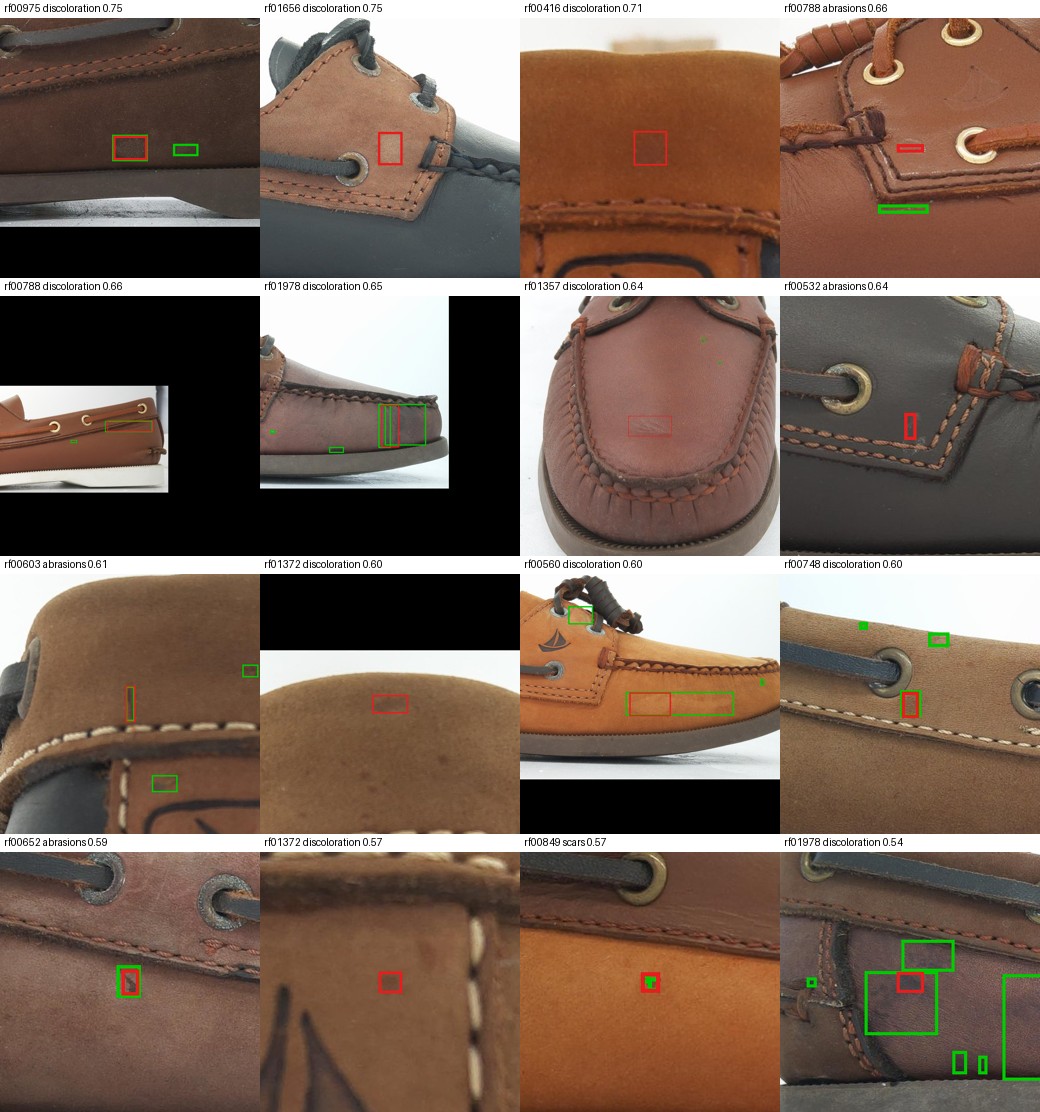 rf00975 discoloration 0.75
rf01656 discoloration 0.75
rf00416 discoloration 0.71
rf00788 abrasions 0.66
rf00788 discoloration 0.66
rf01978 discoloration 0.65
rf01357 discoloration 0.64
rf00532 abrasions 0.64
rf00603 abrasions 0.61
rf01372 discoloration 0.60
rf00560 discoloration 0.60
rf00748 discoloration 0.60
rf00652 abrasions 0.59
rf01372 discoloration 0.57
rf00849 scars 0.57
rf01978 discoloration 0.54